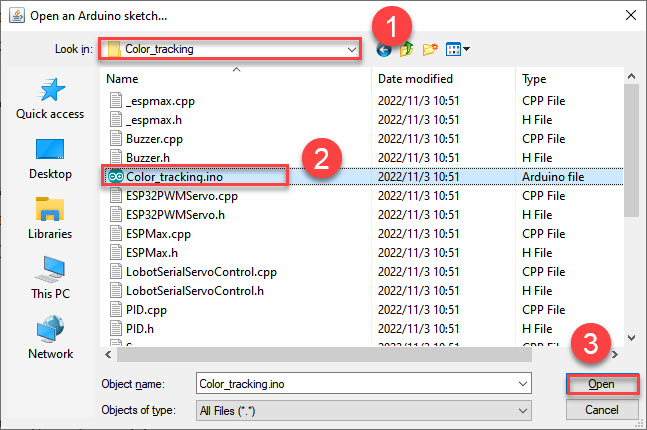 Open an Arduino sketch...
1
Look in: Color_tracking
Name Date modified Type
_espmax.cpp 2022/11/3 10:51 CPP File
_espmax.h 2022/11/3 10:51 H File
Buzzer.cpp 2022/11/3 10:51 CPP File
Buzzer.h 2022/11/3 10:51 H File
2
Color_tracking.ino 2022/11/3 10:51 Arduino file
ESP32PWMServo.cpp 2022/11/3 10:51 CPP File
ESP32PWMServo.h 2022/11/3 10:51 H File
ESPMax.cpp 2022/11/3 10:51 CPP File
ESPMax.h 2022/11/3 10:51 H File
LobotSerialServoControl.cpp 2022/11/3 10:51 CPP File
LobotSerialServoControl.h 2022/11/3 10:51 H File
PID.cpp 2022/11/3 10:51 CPP File
PID.h 2022/11/3 10:51 H File
Quick access
Desktop
Libraries
This PC
Network
3
Object name: Color_tracking.ino Open
Objects of type: All Files (*.*) Cancel